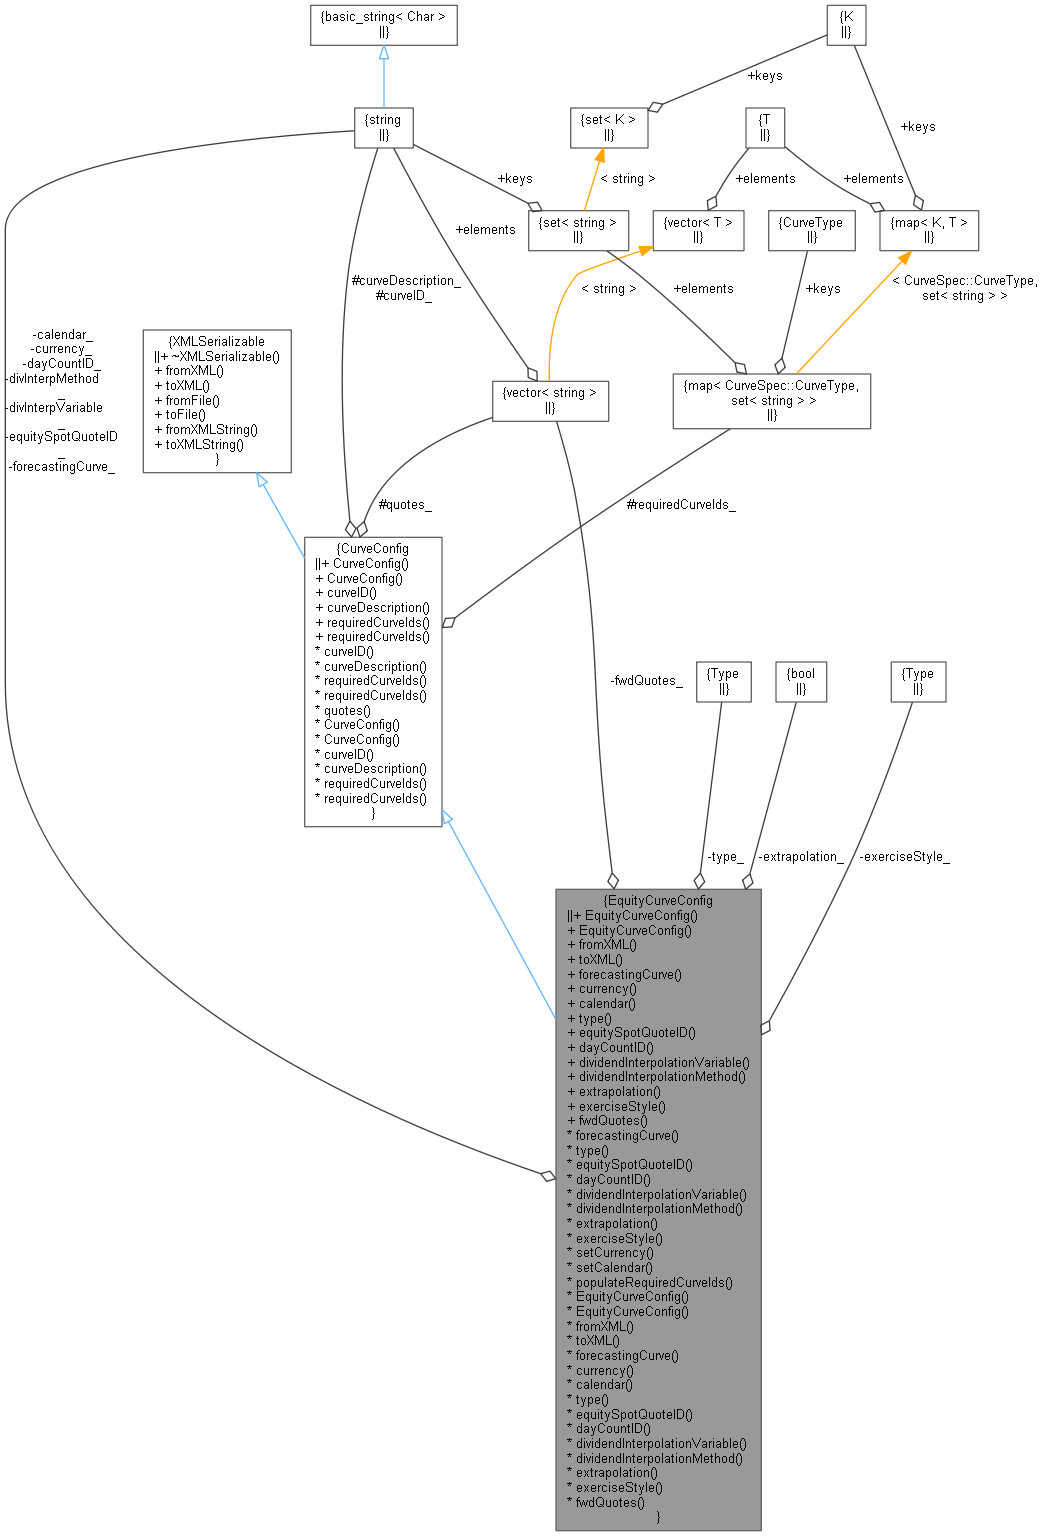 {basic_string< Char >
||}
{K
||}
+keys
{string
||}
{set< K >
||}
{T
||}
+keys
+keys
< string >
+elements
+elements
{set< string >
||}
{vector< T >
||}
{CurveType
||}
{map< K, T >
||}
+elements
#curveDescription_
#curveID_
< string >
+elements
+keys
< CurveSpec::CurveType,
set< string > >
-calendar_
-currency_
-dayCountID_
-divInterpMethod
_
-divInterpVariable
_
-equitySpotQuoteID
_
-forecastingCurve_
{XMLSerializable
||+ ~XMLSerializable()
+ fromXML()
+ toXML()
+ fromFile()
+ toFile()
+ fromXMLString()
+ toXMLString()
}
{vector< string >
||}
{map< CurveSpec::CurveType,
set< string > >
||}
#quotes_
#requiredCurveIds_
{CurveConfig
||+ CurveConfig()
+ CurveConfig()
+ curveID()
+ curveDescription()
+ requiredCurveIds()
+ requiredCurveIds()
* curveID()
* curveDescription()
* requiredCurveIds()
* requiredCurveIds()
* quotes()
* CurveConfig()
* CurveConfig()
* curveID()
* curveDescription()
* requiredCurveIds()
* requiredCurveIds()
}
-fwdQuotes_
{Type
||}
{bool
||}
{Type
||}
-type_
-extrapolation_
-exerciseStyle_
{EquityCurveConfig
||+ EquityCurveConfig()
+ EquityCurveConfig()
+ fromXML()
+ toXML()
+ forecastingCurve()
+ currency()
+ calendar()
+ type()
+ equitySpotQuoteID()
+ dayCountID()
+ dividendInterpolationVariable()
+ dividendInterpolationMethod()
+ extrapolation()
+ exerciseStyle()
+ fwdQuotes()
* forecastingCurve()
* type()
* equitySpotQuoteID()
* dayCountID()
* dividendInterpolationVariable()
* dividendInterpolationMethod()
* extrapolation()
* exerciseStyle()
* setCurrency()
* setCalendar()
* populateRequiredCurveIds()
* EquityCurveConfig()
* EquityCurveConfig()
* fromXML()
* toXML()
* forecastingCurve()
* currency()
* calendar()
* type()
* equitySpotQuoteID()
* dayCountID()
* dividendInterpolationVariable()
* dividendInterpolationMethod()
* extrapolation()
* exerciseStyle()
* fwdQuotes()
}